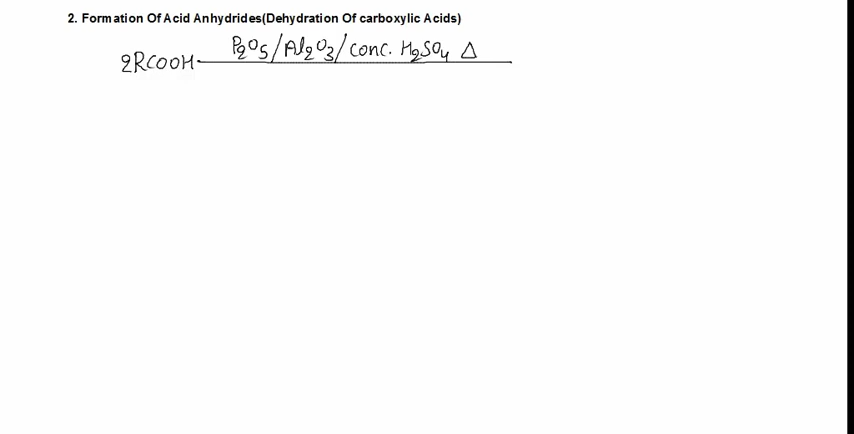 2. Formation Of Acid Anhydrides(Dehydration Of carboxylic Acids)
2RCOOH P2O5/Al2O3/conc. H2SO4 Δ